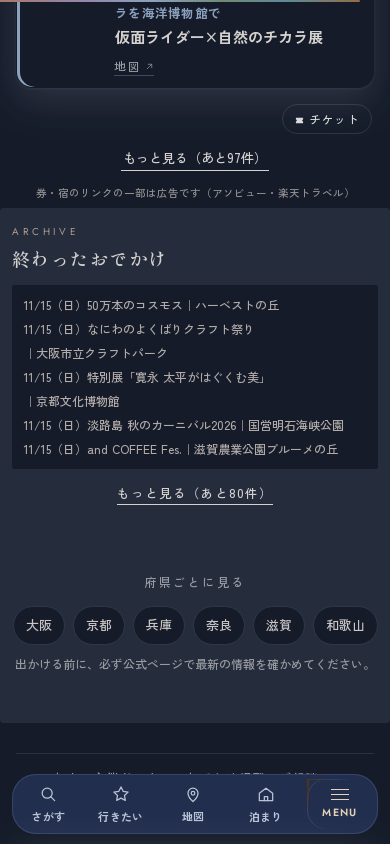 ラを海洋博物館で
仮面ライダー×自然のチカラ展
地図 ↗
チケット
もっと見る（あと97件）
券・宿のリンクの一部は広告です（アソビュー・楽天トラベル）
ARCHIVE
終わったおでかけ
11/15（日）50万本のコスモス｜ハーベストの丘
11/15（日）なにわのよくばりクラフト祭り
｜大阪市立クラフトパーク
11/15（日）特別展「寛永 太平がはぐくむ美」
｜京都文化博物館
11/15（日）淡路島 秋のカーニバル2026｜国営明石海峡公園
11/15（日）and COFFEE Fes.｜滋賀農業公園ブルーメの丘
もっと見る（あと80件）
府県ごとに見る
大阪 京都 兵庫 奈良 滋賀 和歌山
出かける前に、必ず公式ページで最新の情報を確かめてください。
さがす 行きたい 地図 泊まり MENU